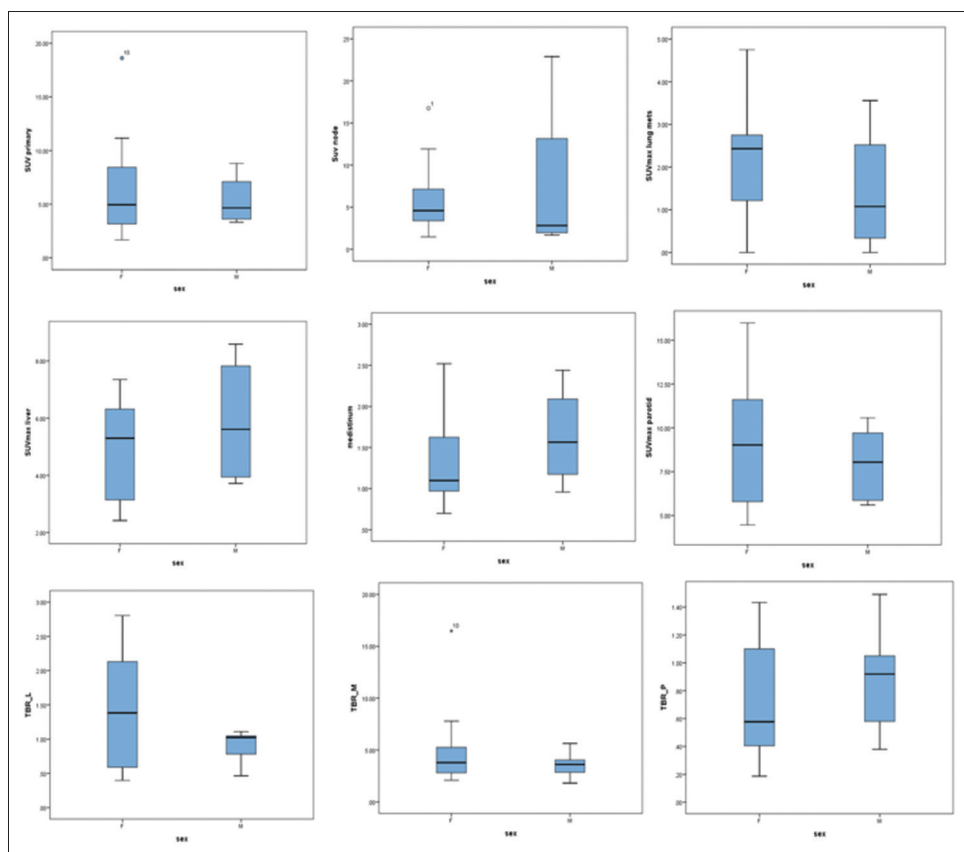 SUV primary
20.00
15.00
10.00
5.00
.00
10
F
M
sex
Suv node
25
20
15
10
5
0
1
F
M
sex
SUVmax lung mets
5.00
4.00
3.00
2.00
1.00
.00
F
M
sex
SUVmax liver
8.00
6.00
4.00
2.00
F
M
sex
medistinum
3.00
2.50
2.00
1.50
1.00
.50
F
M
sex
SUVmax parotid
15.00
10.00
7.50
5.00
F
M
sex
TBR_L
3.00
2.50
2.00
1.50
1.00
.50
.00
F
M
sex
TBR_M
20.00
15.00
10.00
5.00
.00
10
F
M
sex
TBR_P
1.40
1.20
1.00
.80
.60
.40
.20
.00
F
M
sex